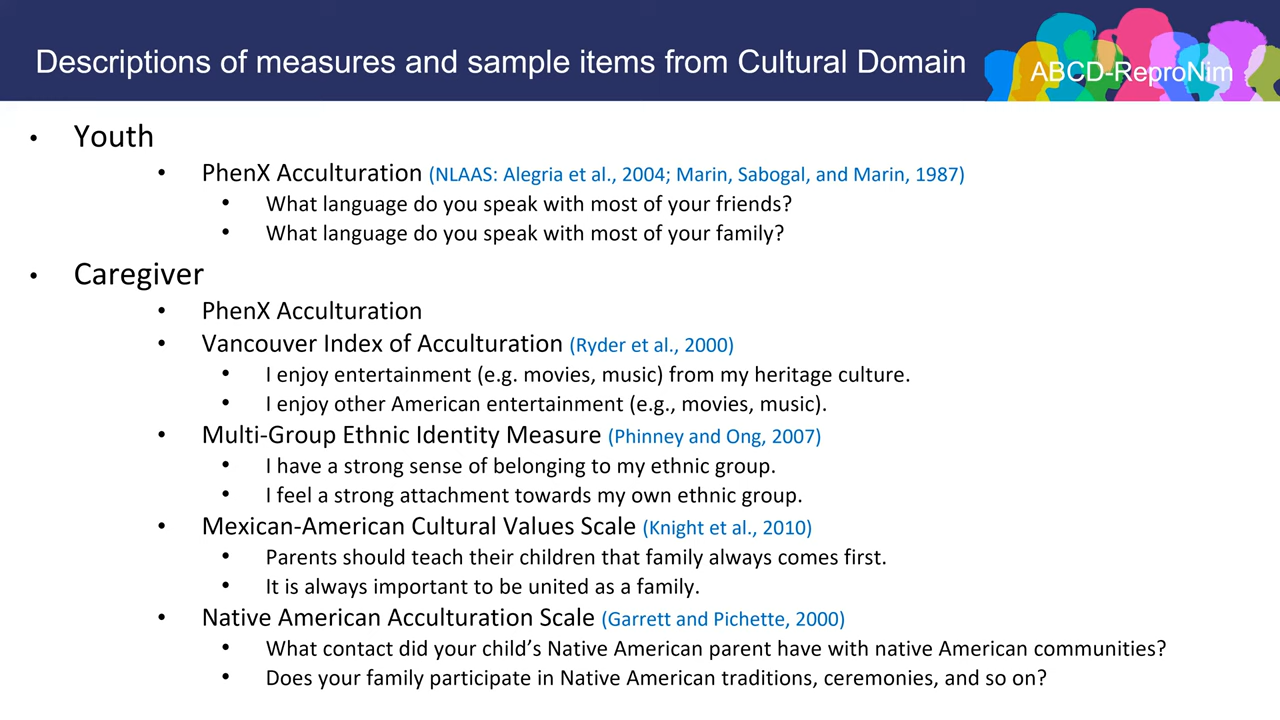 Descriptions of measures and sample items from Cultural Domain
ABCD-ReproNim
• Youth
• PhenX Acculturation (NLAAS: Alegria et al., 2004; Marin, Sabogal, and Marin, 1987)
• What language do you speak with most of your friends?
• What language do you speak with most of your family?
• Caregiver
• PhenX Acculturation
• Vancouver Index of Acculturation (Ryder et al., 2000)
• I enjoy entertainment (e.g. movies, music) from my heritage culture.
• I enjoy other American entertainment (e.g., movies, music).
• Multi-Group Ethnic Identity Measure (Phinney and Ong, 2007)
• I have a strong sense of belonging to my ethnic group.
• I feel a strong attachment towards my own ethnic group.
• Mexican-American Cultural Values Scale (Knight et al., 2010)
• Parents should teach their children that family always comes first.
• It is always important to be united as a family.
• Native American Acculturation Scale (Garrett and Pichette, 2000)
• What contact did your child’s Native American parent have with native American communities?
• Does your family participate in Native American traditions, ceremonies, and so on?